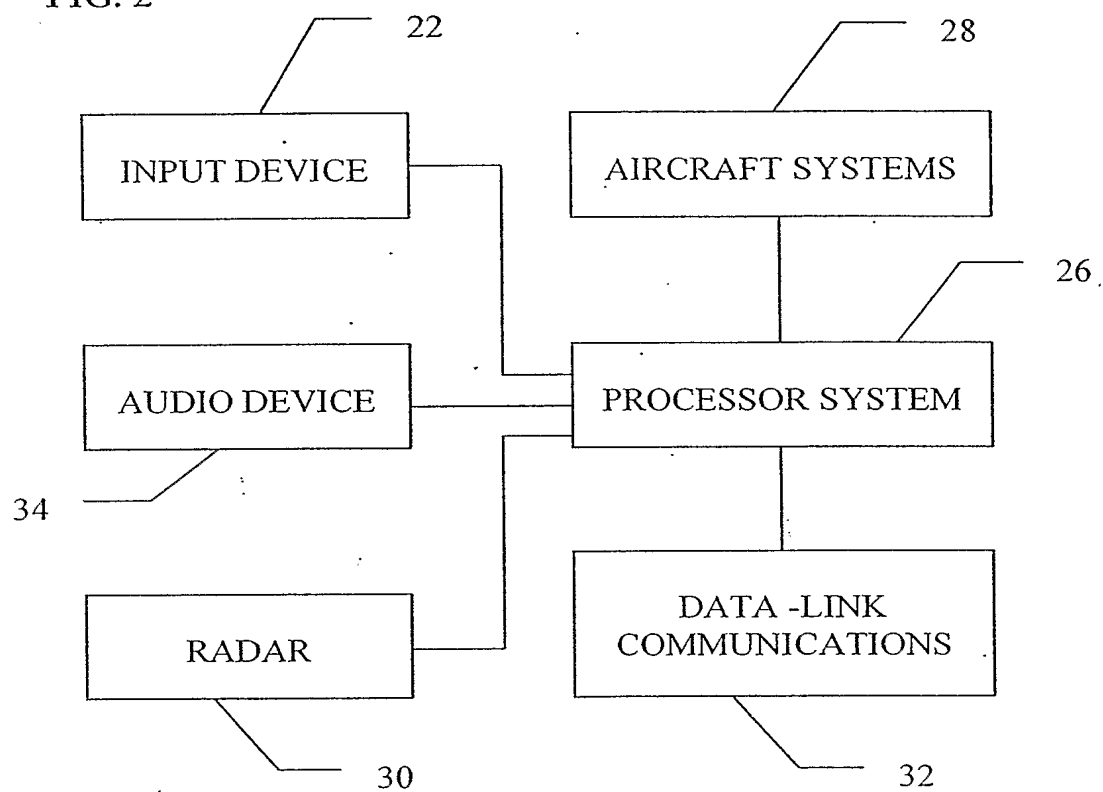 FIG. 2
22
28
INPUT DEVICE
AIRCRAFT SYSTEMS
26
AUDIO DEVICE
PROCESSOR SYSTEM
34
RADAR
DATA -LINK
COMMUNICATIONS
30
32